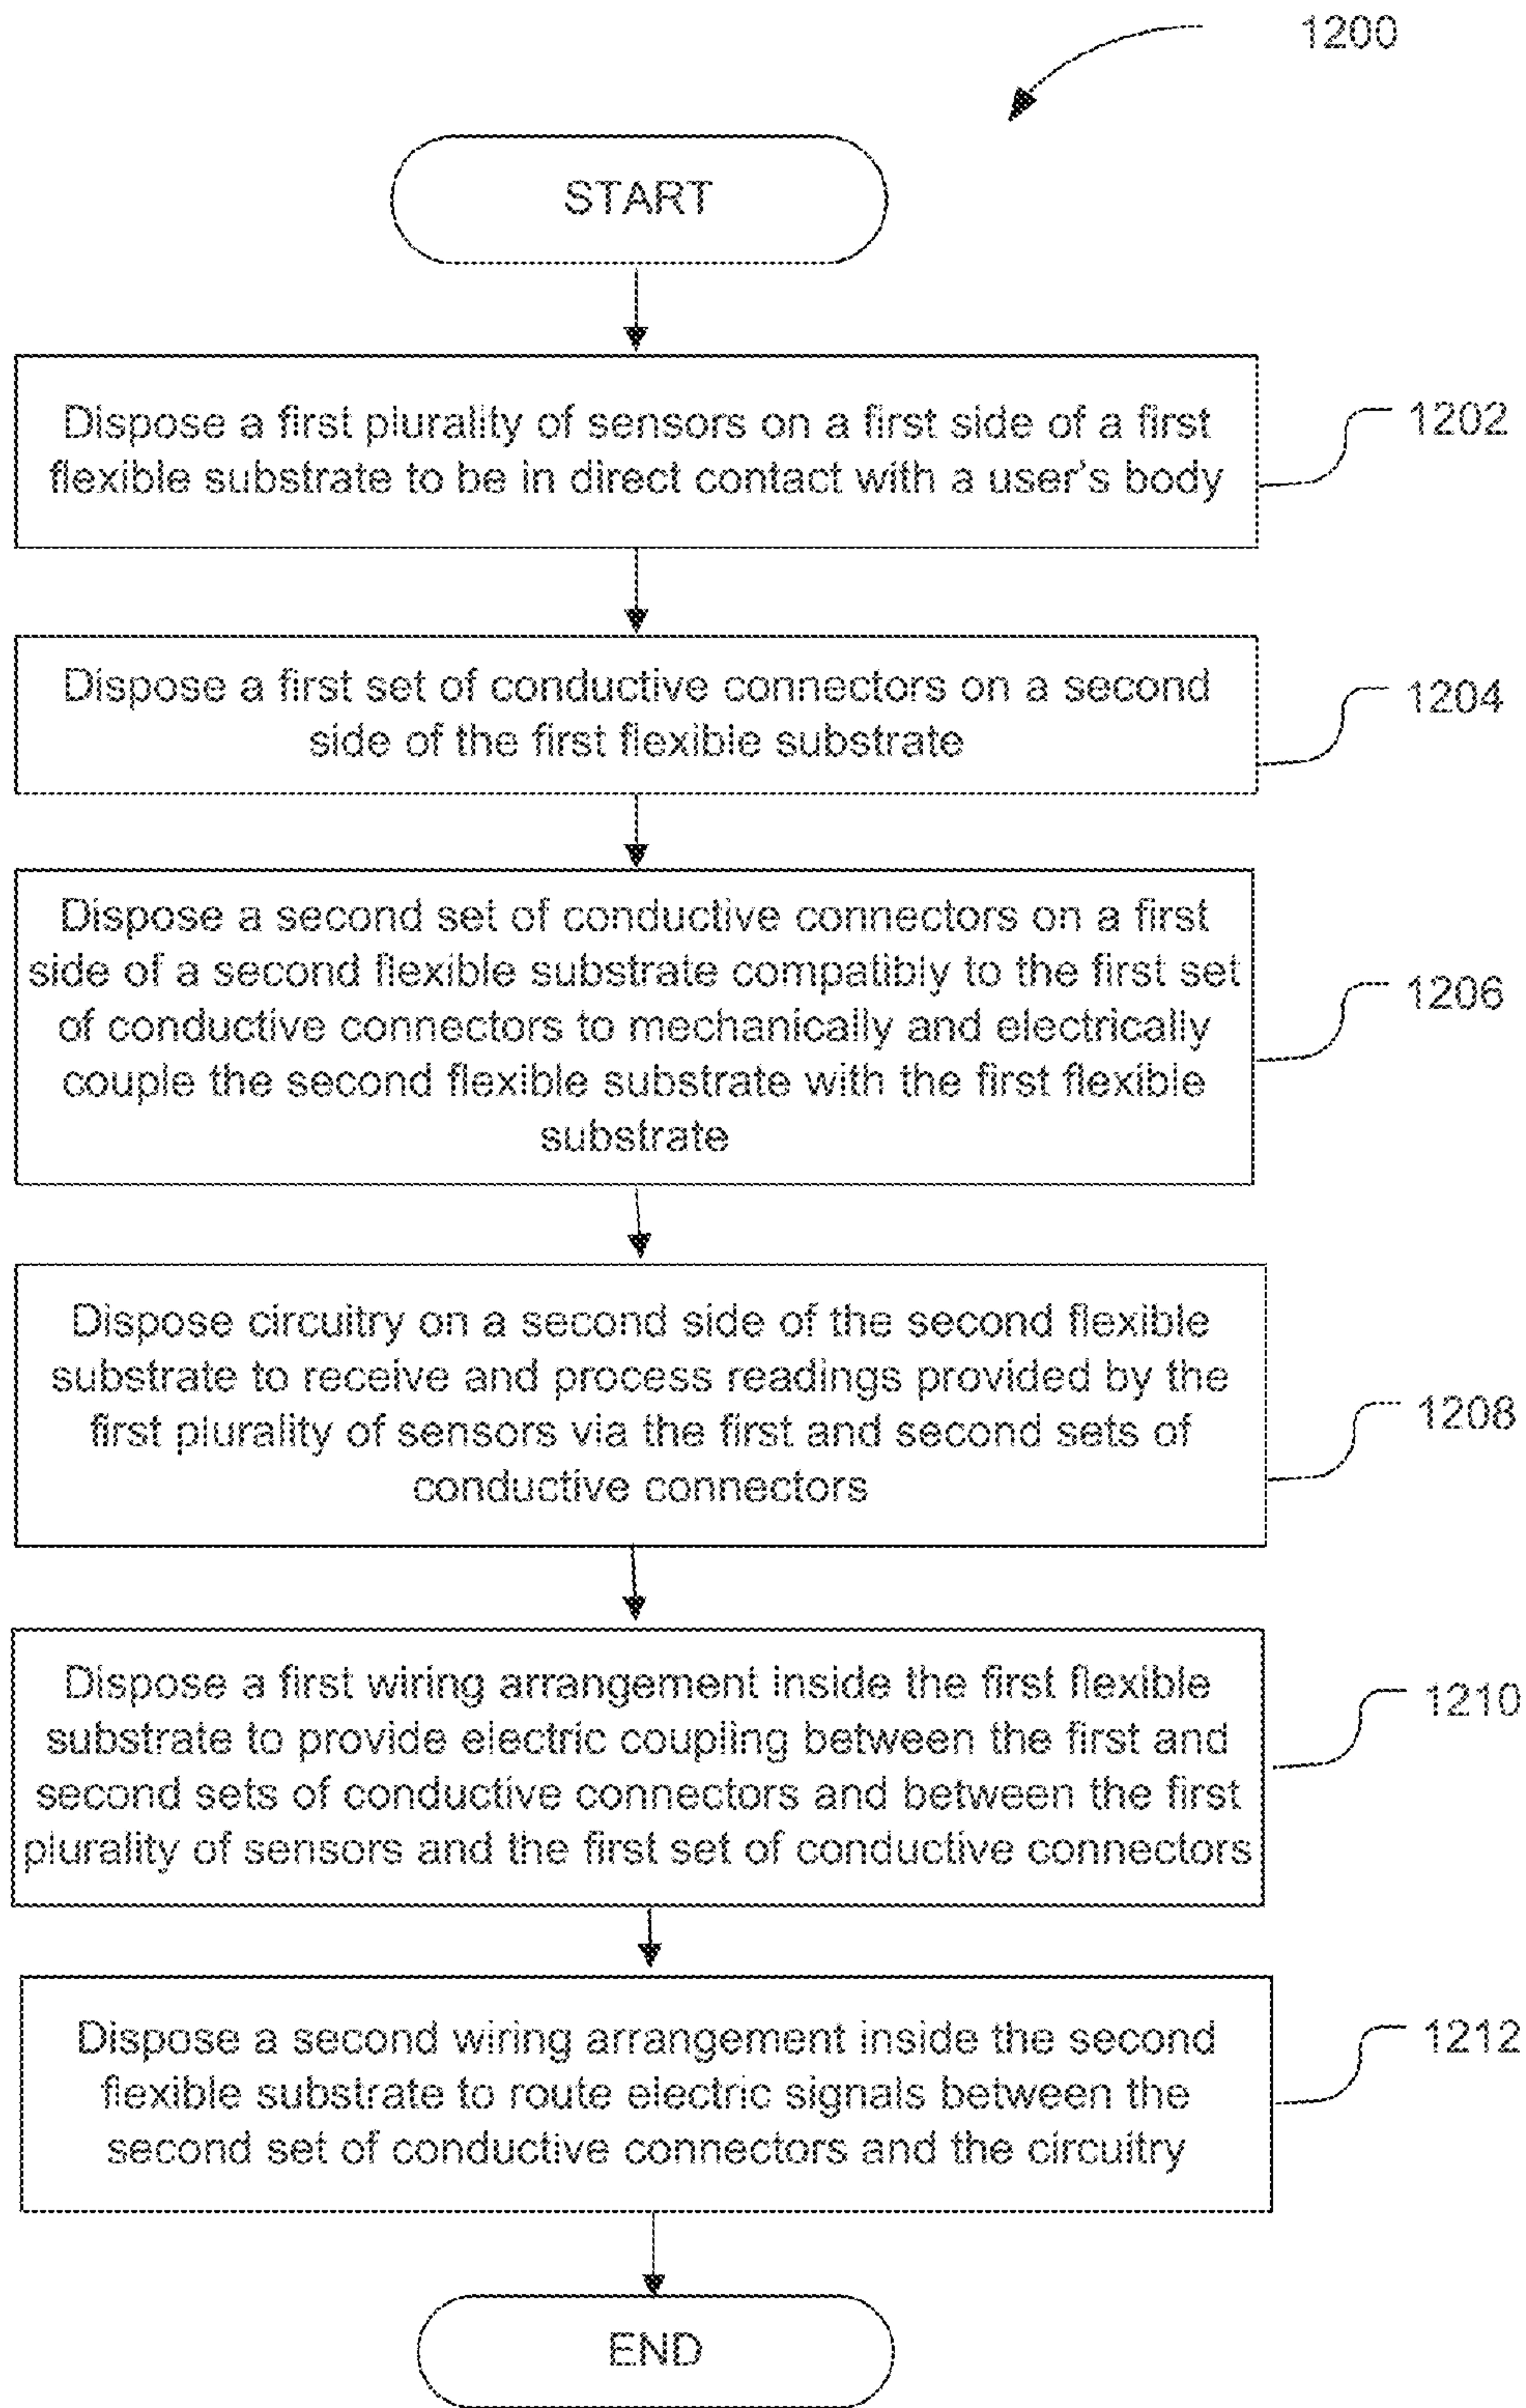 1200
START
Dispose a first plurality of sensors on a first side of a first
flexible substrate to be in direct contact with a user's body
1202
Dispose a first set of conductive connectors on a second
side of the first flexible substrate
1204
Dispose a second set of conductive connectors on a first
side of a second flexible substrate compatibly to the first set
of conductive connectors to mechanically and electrically
couple the second flexible substrate with the first flexible
substrate
1206
Dispose circuitry on a second side of the second flexible
substrate to receive and process readings provided by the
first plurality of sensors via the first and second sets of
conductive connectors
1208
Dispose a first wiring arrangement inside the first flexible
substrate to provide electric coupling between the first and
second sets of conductive connectors and between the first
plurality of sensors and the first set of conductive connectors
1210
Dispose a second wiring arrangement inside the second
flexible substrate to route electric signals between the
second set of conductive connectors and the circuitry
1212
END